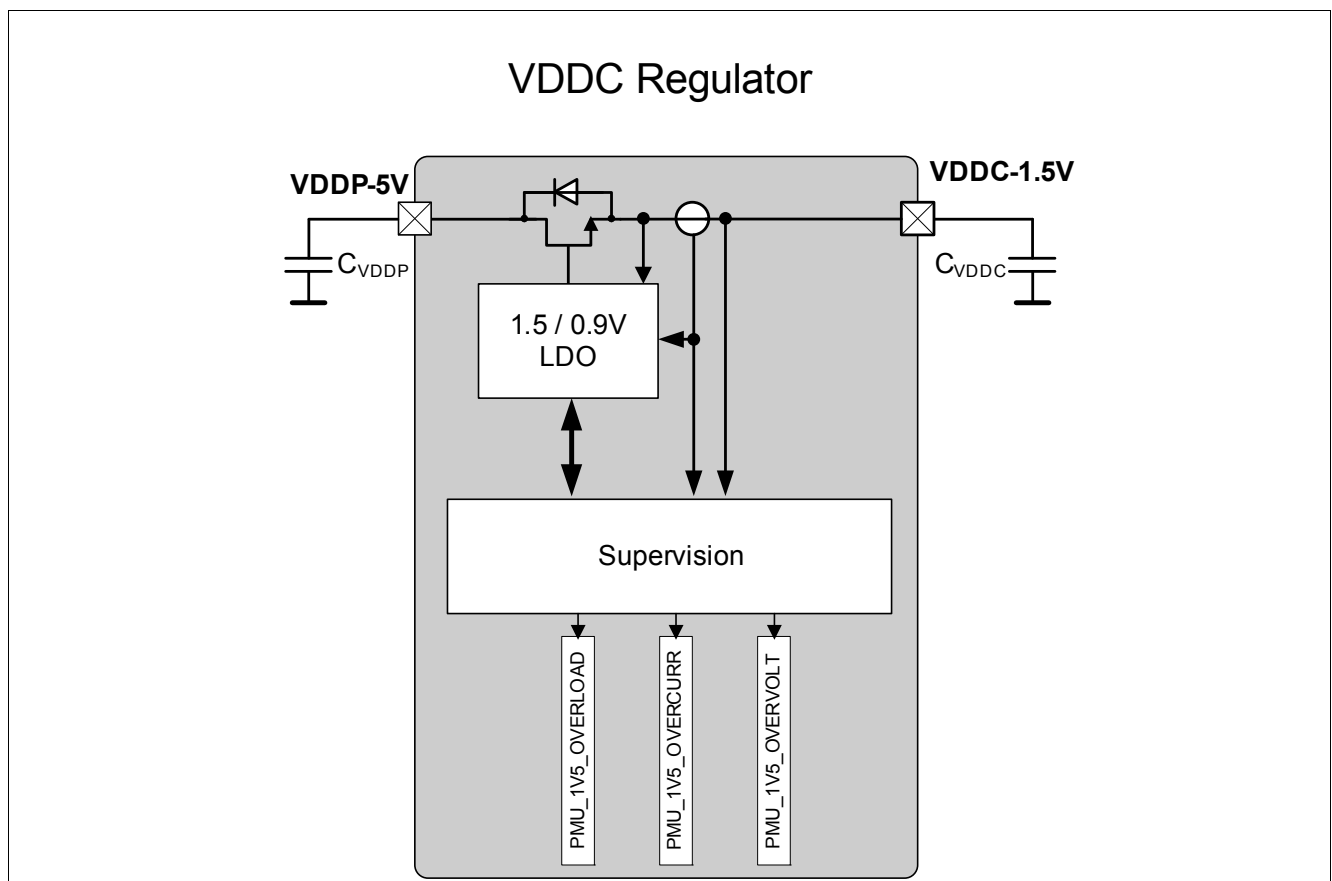 VDDC Regulator
VDDP-5V
VDDC-1.5V
CVDDP
CVDDC
1.5 / 0.9V
LDO
Supervision
PMU_1V5_OVERLOAD
PMU_1V5_OVERCURR
PMU_1V5_OVERVOLT